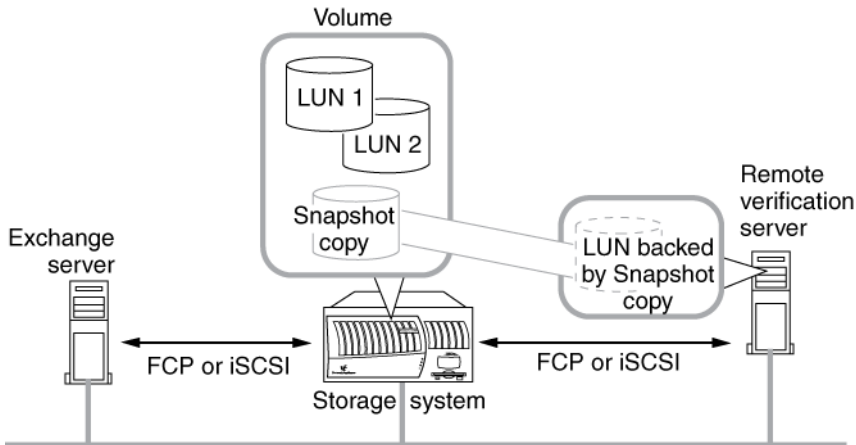 Volume
LUN 1
LUN 2
Snapshot
copy
Remote
verification
server
LUN backed
by Snapshot
copy
Exchange
server
FCP or iSCSI
FCP or iSCSI
Storage system